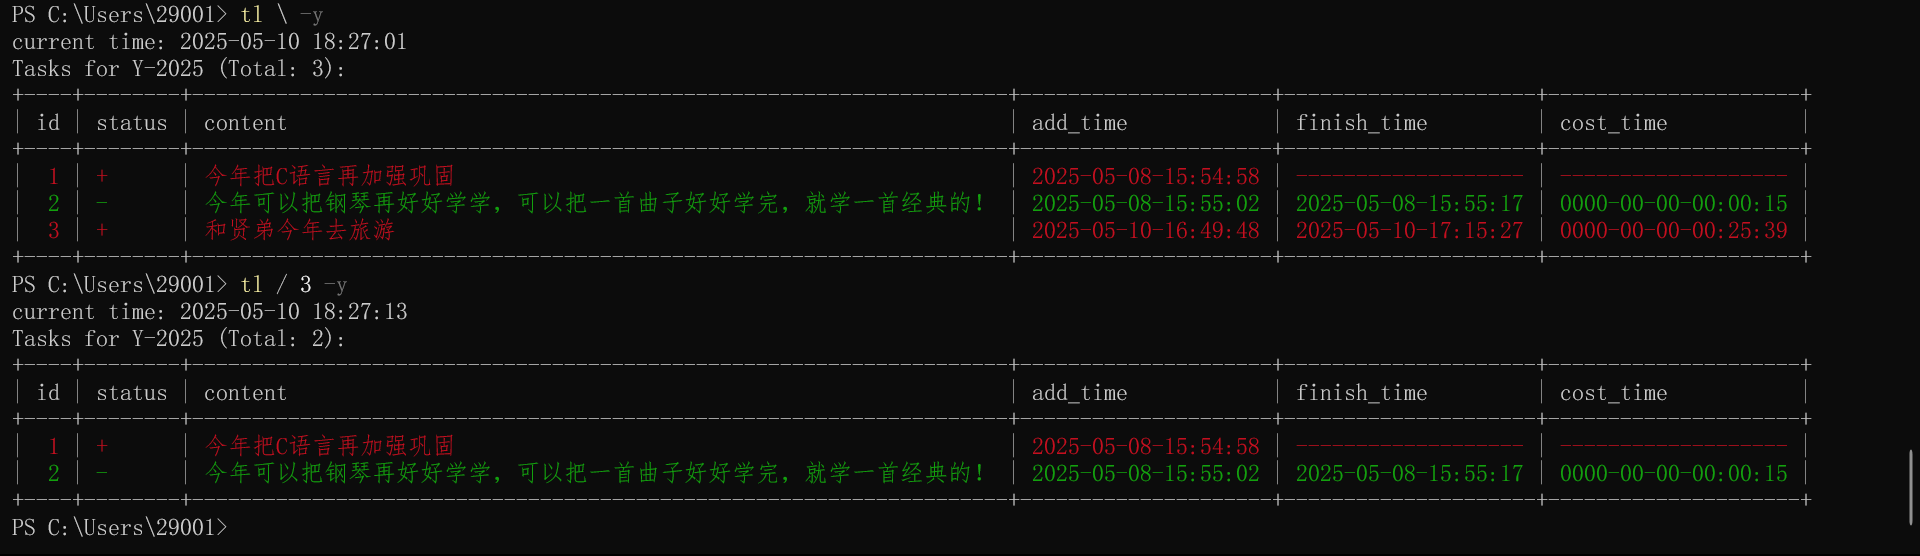 PS C:\Users\29001> tl \ -y
current time: 2025-05-10 18:27:01
Tasks for Y-2025 (Total: 3):
+----+--------+--------------------------------------------------------------------+---------------------+---------------------+---------------------+
| id | status | content | add_time | finish_time | cost_time |
+----+--------+--------------------------------------------------------------------+---------------------+---------------------+---------------------+
| 1 | + | 今年把C语言再加强巩固 | 2025-05-08-15:54:58 | ------------------- | ------------------- |
| 2 | - | 今年可以把钢琴再好好学学，可以把一首曲子好好学完，就学一首经典的！ | 2025-05-08-15:55:02 | 2025-05-08-15:55:17 | 0000-00-00-00:00:15 |
| 3 | + | 和贤弟今年去旅游 | 2025-05-10-16:49:48 | 2025-05-10-17:15:27 | 0000-00-00-00:25:39 |
+----+--------+--------------------------------------------------------------------+---------------------+---------------------+---------------------+
PS C:\Users\29001> tl / 3 -y
current time: 2025-05-10 18:27:13
Tasks for Y-2025 (Total: 2):
+----+--------+--------------------------------------------------------------------+---------------------+---------------------+---------------------+
| id | status | content | add_time | finish_time | cost_time |
+----+--------+--------------------------------------------------------------------+---------------------+---------------------+---------------------+
| 1 | + | 今年把C语言再加强巩固 | 2025-05-08-15:54:58 | ------------------- | ------------------- |
| 2 | - | 今年可以把钢琴再好好学学，可以把一首曲子好好学完，就学一首经典的！ | 2025-05-08-15:55:02 | 2025-05-08-15:55:17 | 0000-00-00-00:00:15 |
+----+--------+--------------------------------------------------------------------+---------------------+---------------------+---------------------+
PS C:\Users\29001>